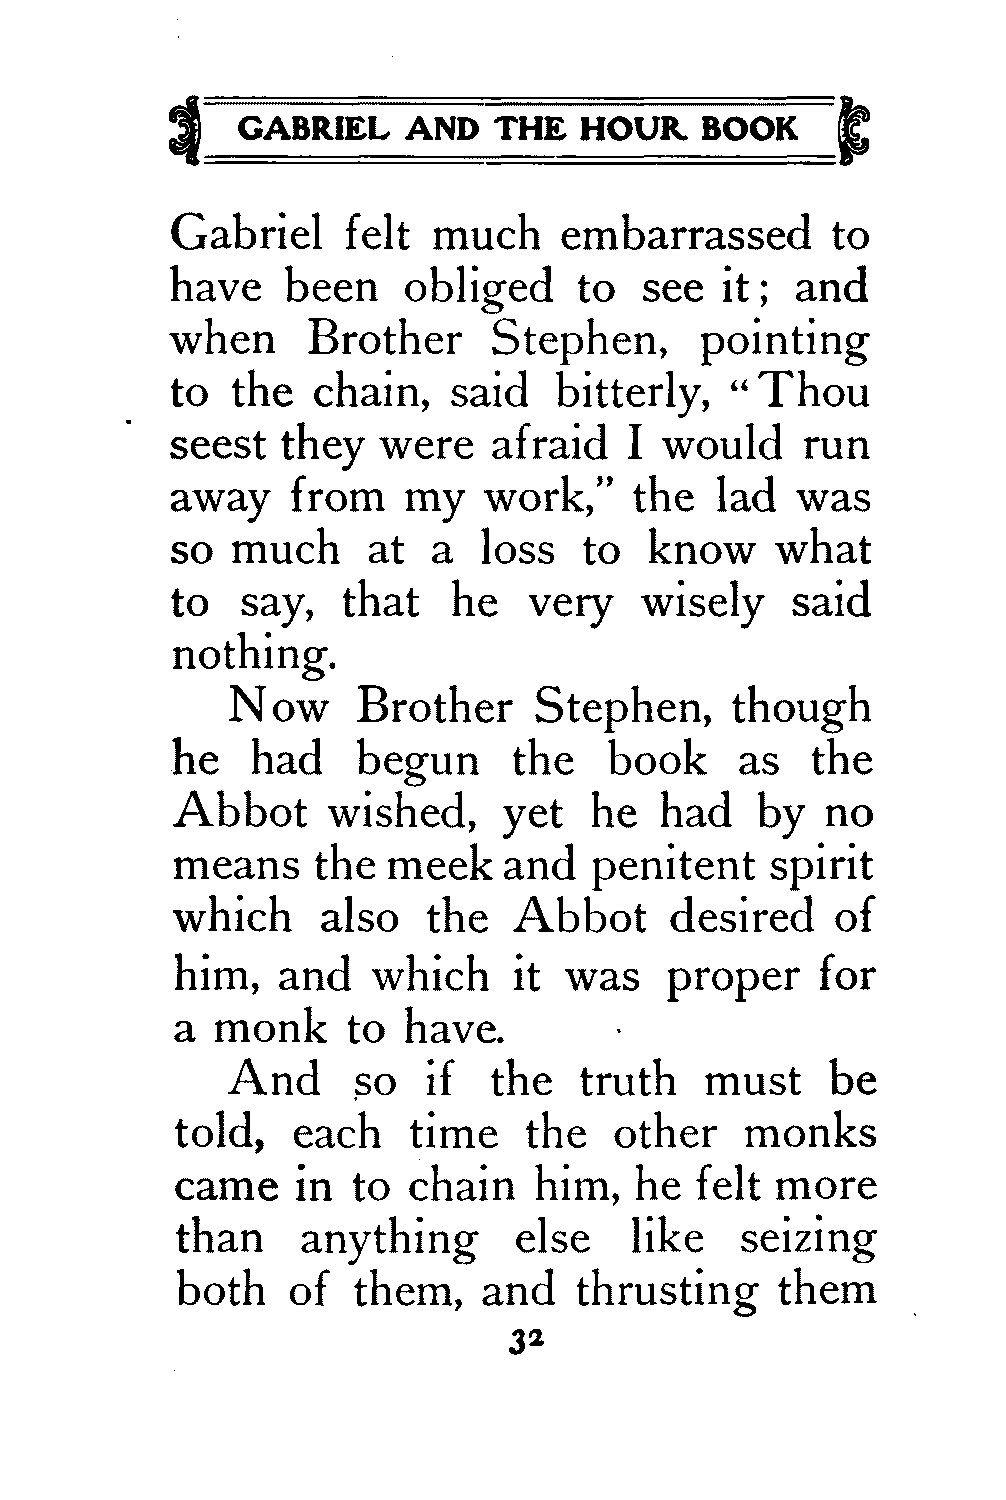 GABRIEL AND THE HOUR BOOK
Gabriel felt much embarrassed to
have been obliged to see it; and
when Brother Stephen, pointing
to the chain, said bitterly, “Thou
seest they were afraid I would run
away from my work,” the lad was
so much at a loss to know what
to say, that he very wisely said
nothing.
Now Brother Stephen, though
he had begun the book as the
Abbot wished, yet he had by no
means the meek and penitent spirit
which also the Abbot desired of
him, and which it was proper for
a monk to have.
And so if the truth must be
told, each time the other monks
came in to chain him, he felt more
than anything else like seizing
both of them, and thrusting them
32